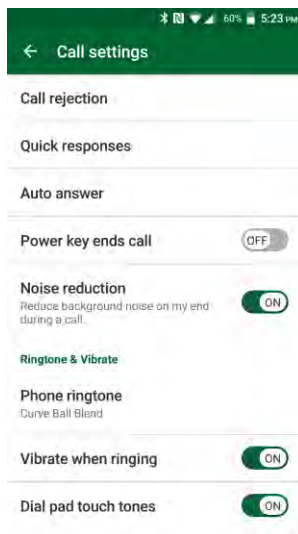 60% 5:23 PM
Call settings
Call rejection
Quick responses
Auto answer
Power key ends call OFF
Noise reduction
Reduce background noise on my end
during a call.
ON
Ringtone & Vibrate
Phone ringtone
Curve Ball Blend
Vibrate when ringing ON
Dial pad touch tones ON